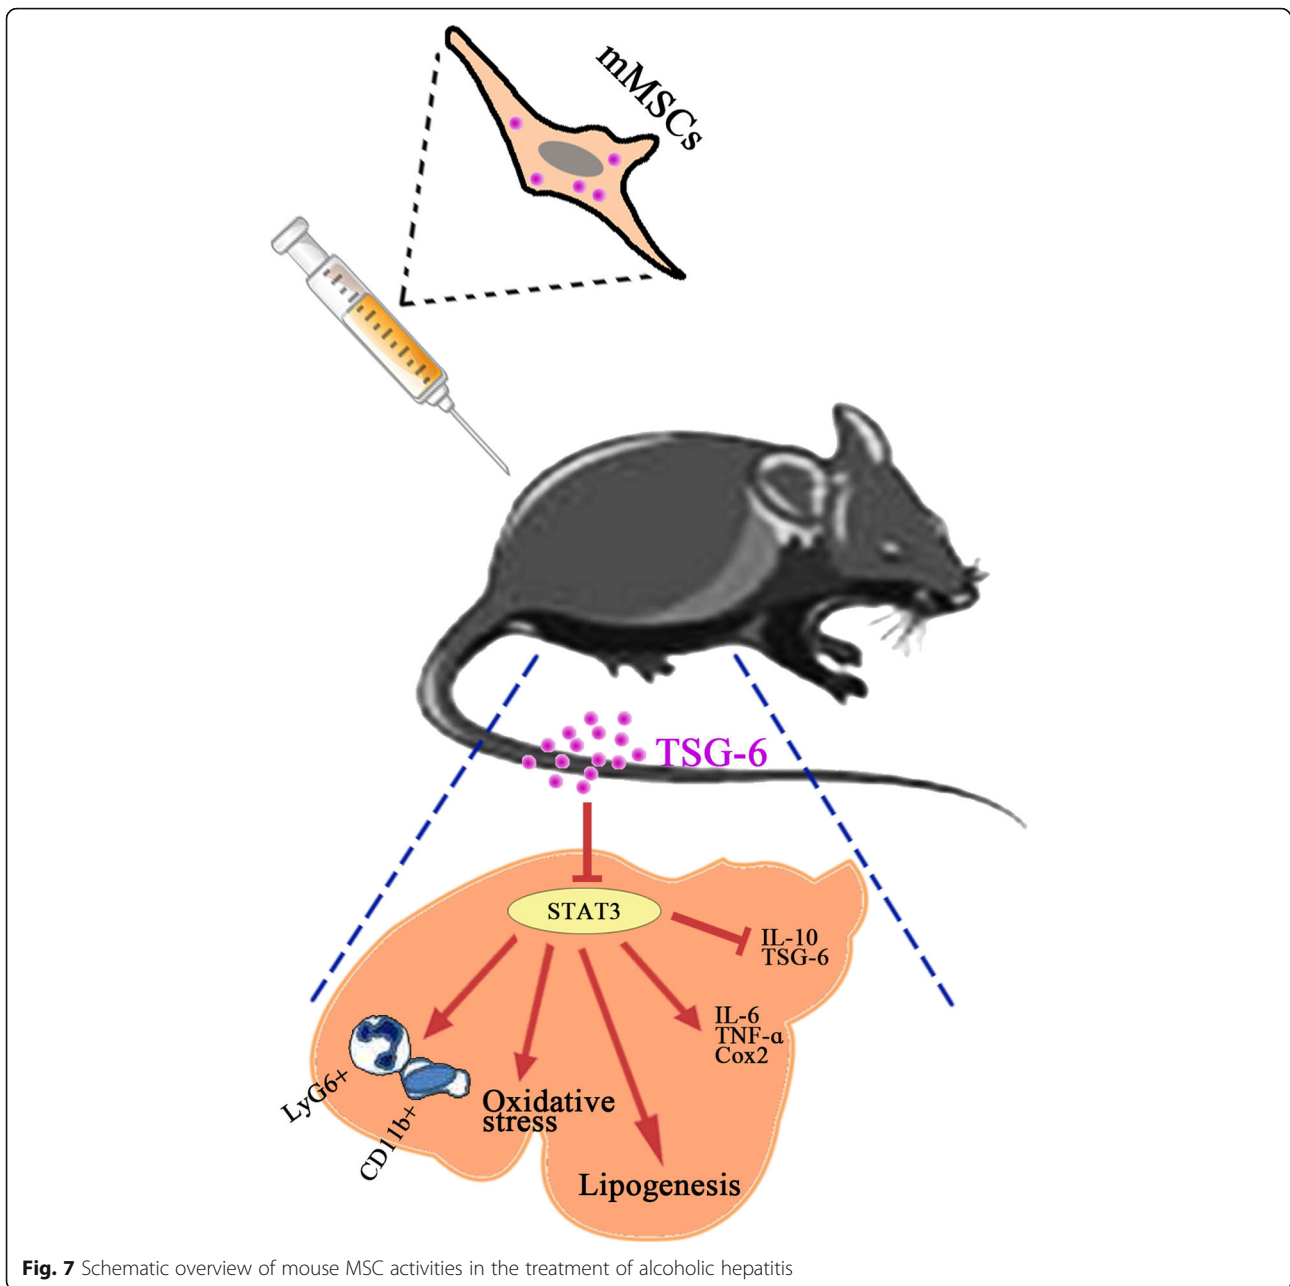 mMSCs
TSG-6
STAT3
IL-10
TSG-6
IL-6
TNF-α
Cox2
LyG6+
CD11b+
Oxidative
stress
Lipogenesis
Fig. 7 Schematic overview of mouse MSC activities in the treatment of alcoholic hepatitis